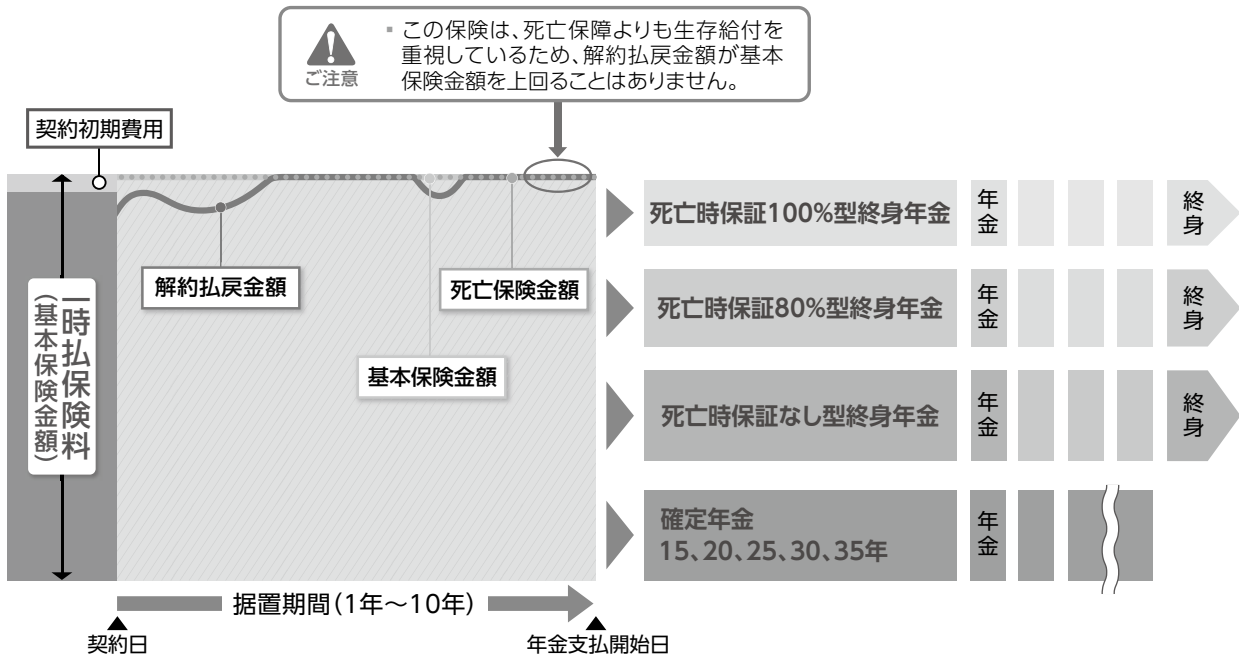 ご注意
▪ この保険は、死亡保障よりも生存給付を
重視しているため、解約払戻金額が基本
保険金額を上回ることはありません。
契約初期費用
一時払保険料
（基本保険金額）
解約払戻金額
死亡保険金額
基本保険金額
死亡時保証100%型終身年金
年金
終身
死亡時保証80%型終身年金
年金
終身
死亡時保証なし型終身年金
年金
終身
確定年金
15、20、25、30、35年
年金
据置期間（1年～10年）
契約日
年金支払開始日